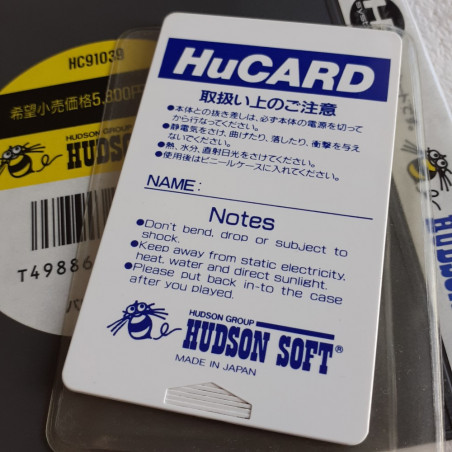 HC91039
希望小売価格5,800円
HUDSON GROUP
HUDSON
T49886
HuCARD
取扱い上のご注意
●本体との抜き差しは、必ず本体の電源を切って
から行なってください。
●静電気をさけ、曲げたり、落したり、衝撃を与え
ないでください。
●熱、水分、直射日光をさけてください。
●使用後はビニールケースに入れてください。
NAME:
Notes
●Don't bend, drop or subject to
shock.
●Keep away from static electricity,
heat, water and direct sunlight.
●Please put back in-to the case
after you played.
HUDSON GROUP
HUDSON SOFT®
MADE IN JAPAN